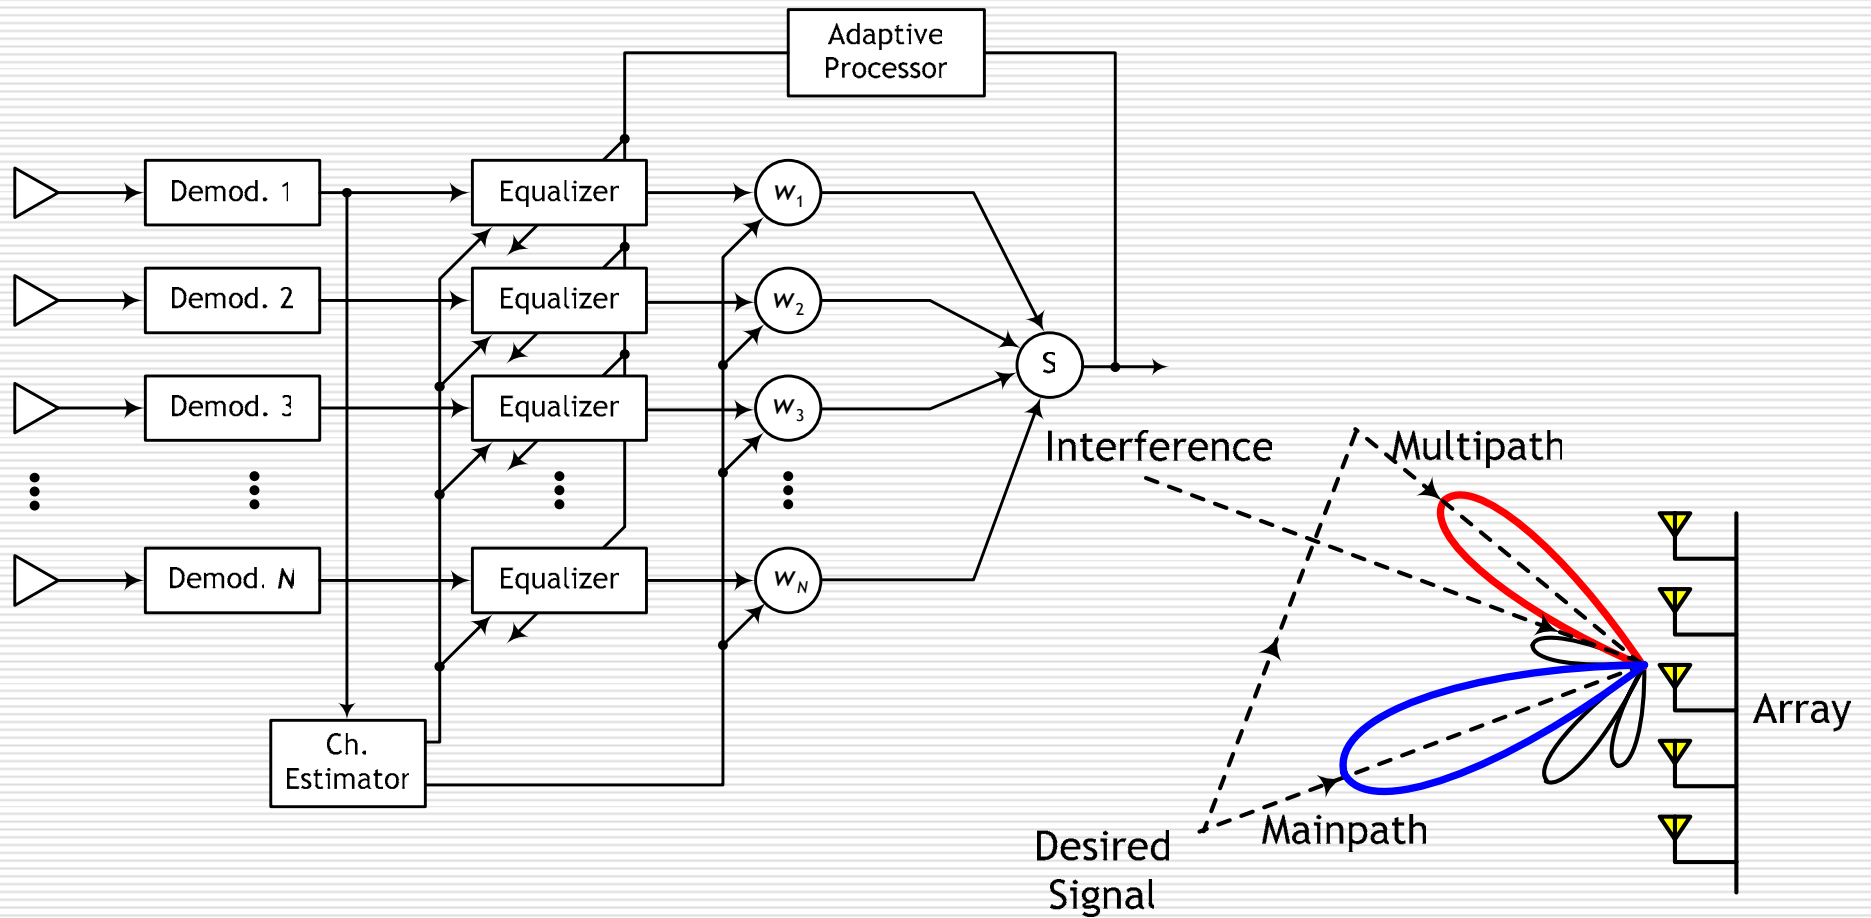 Adaptive
Processor
Demod. 1
Equalizer
w1
Demod. 2
Equalizer
w2
Demod. 3
Equalizer
w3
S
Demod. N
Equalizer
wN
Ch.
Estimator
Interference
Multipath
Array
Mainpath
Desired
Signal